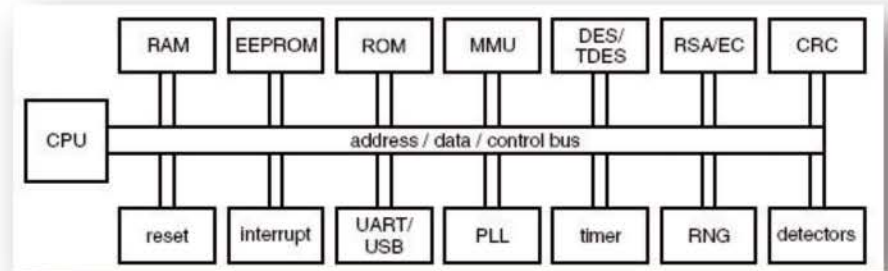 RAM EEPROM ROM MMU DES/ TDES RSA/EC CRC
CPU address / data / control bus
reset interrupt UART/ USB PLL timer RNG detectors